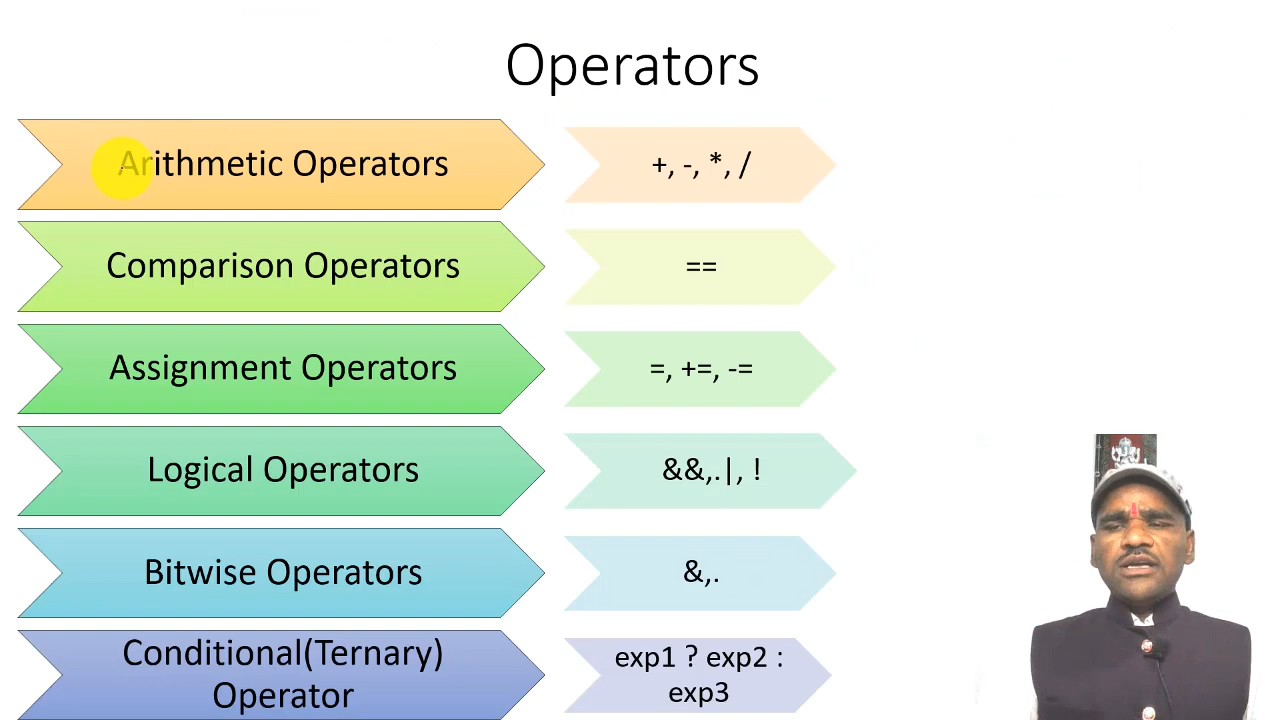 Operators
Arithmetic Operators
+, -, *, /
Comparison Operators
==
Assignment Operators
=, +=, -=
Logical Operators
&&,.|, !
Bitwise Operators
&,.
Conditional(Ternary)
Operator
exp1 ? exp2 :
exp3